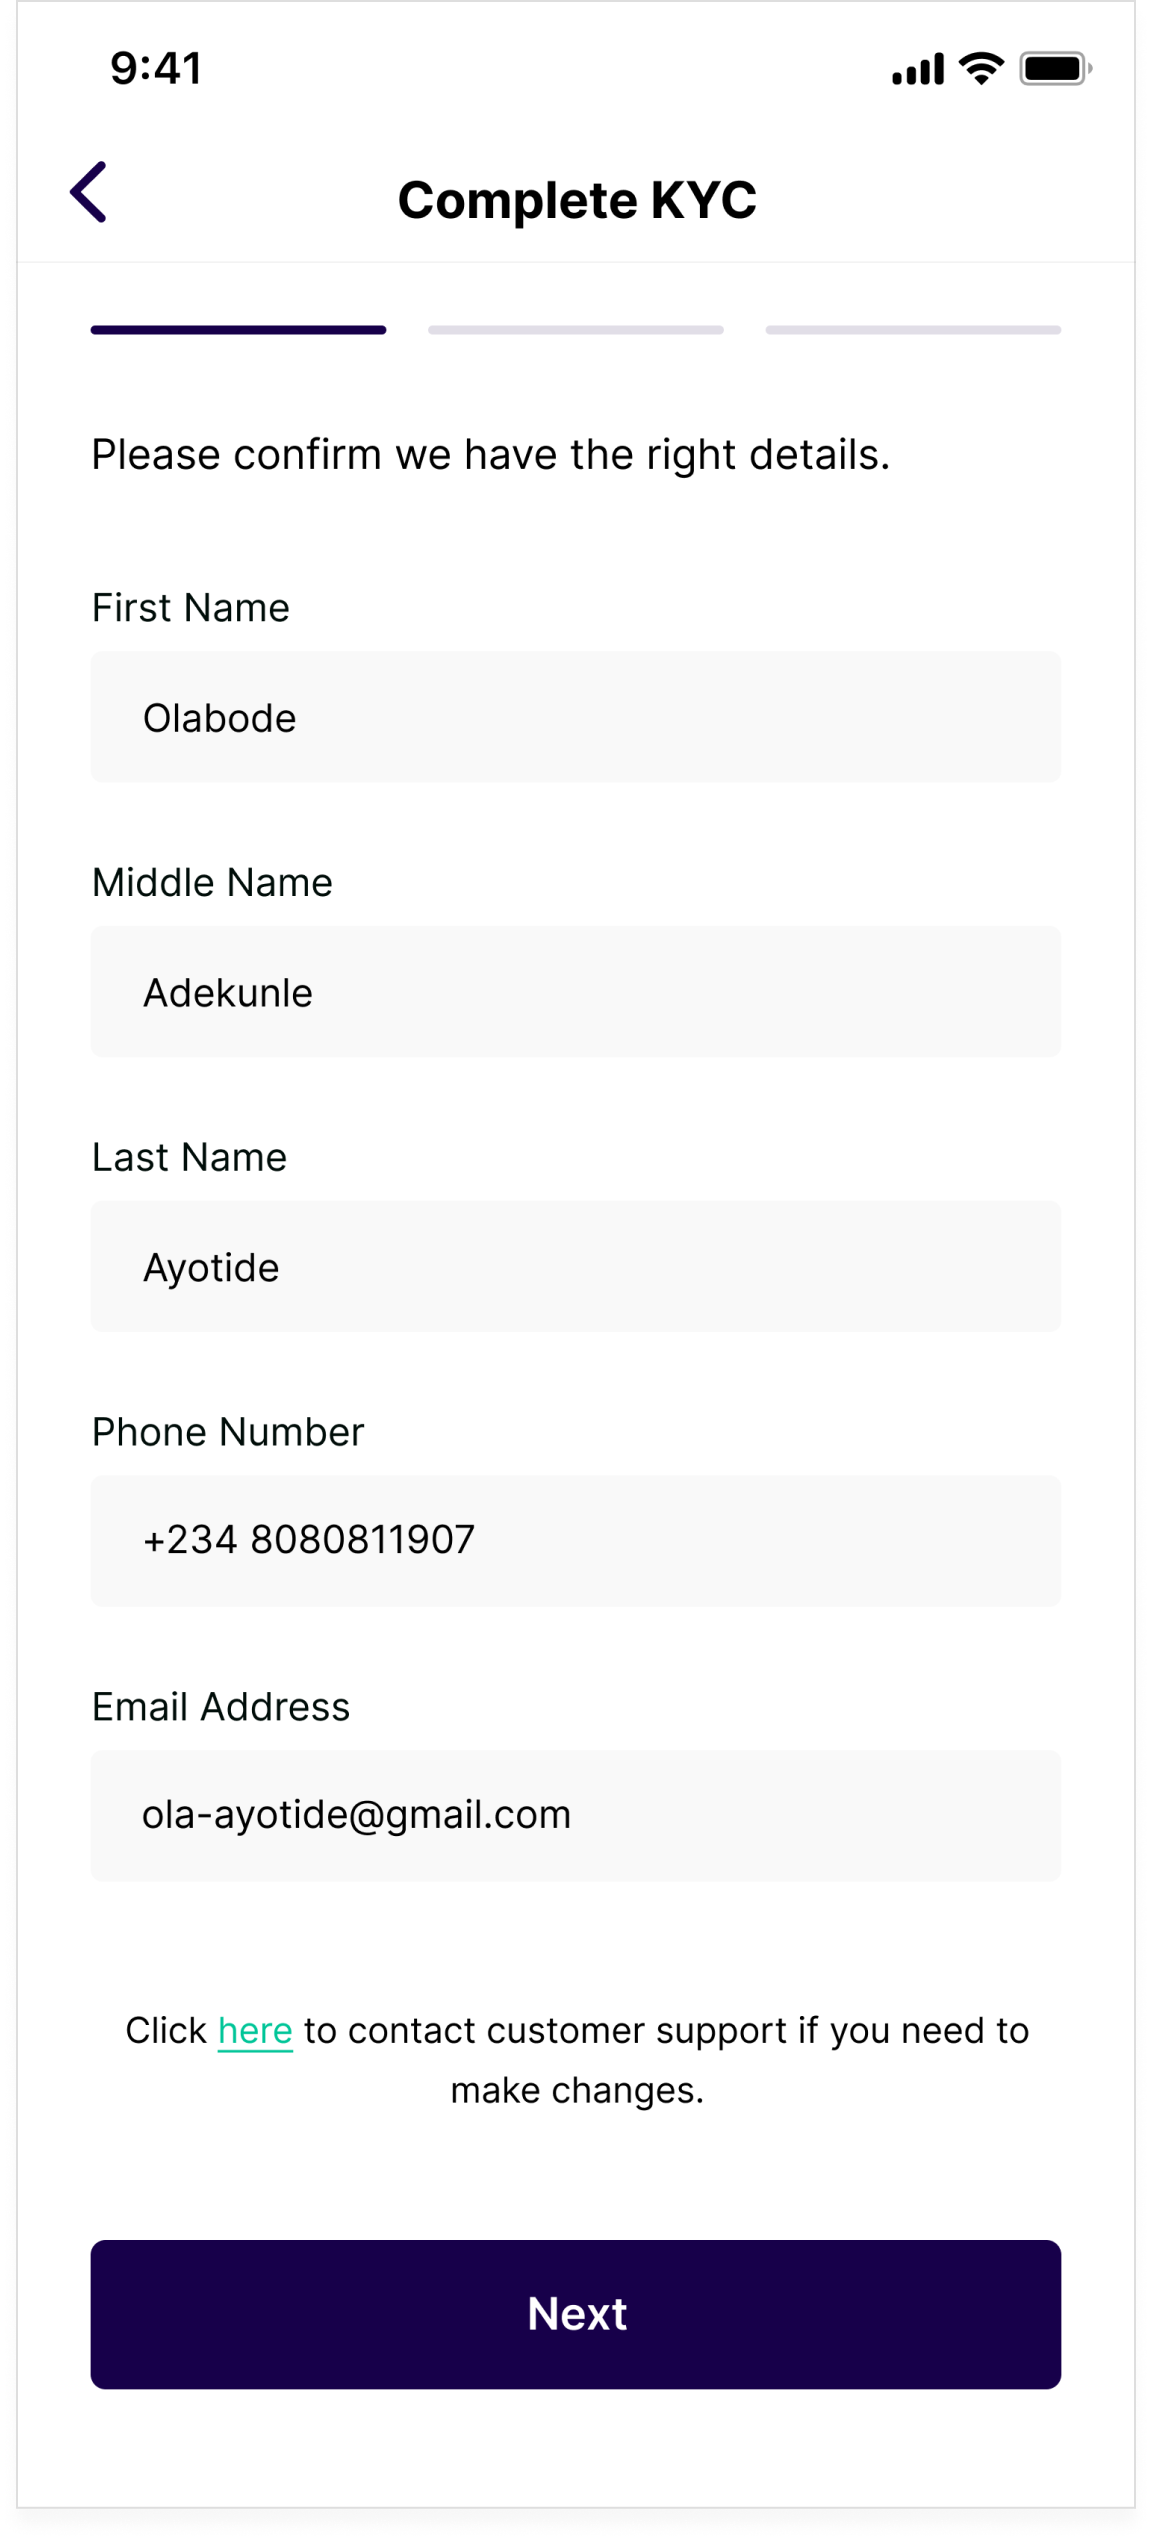 9:41
Complete KYC
Please confirm we have the right details.
First Name
Olabode
Middle Name
Adekunle
Last Name
Ayotide
Phone Number
+234 8080811907
Email Address
ola-ayotide@gmail.com
Click here to contact customer support if you need to
make changes.
Next